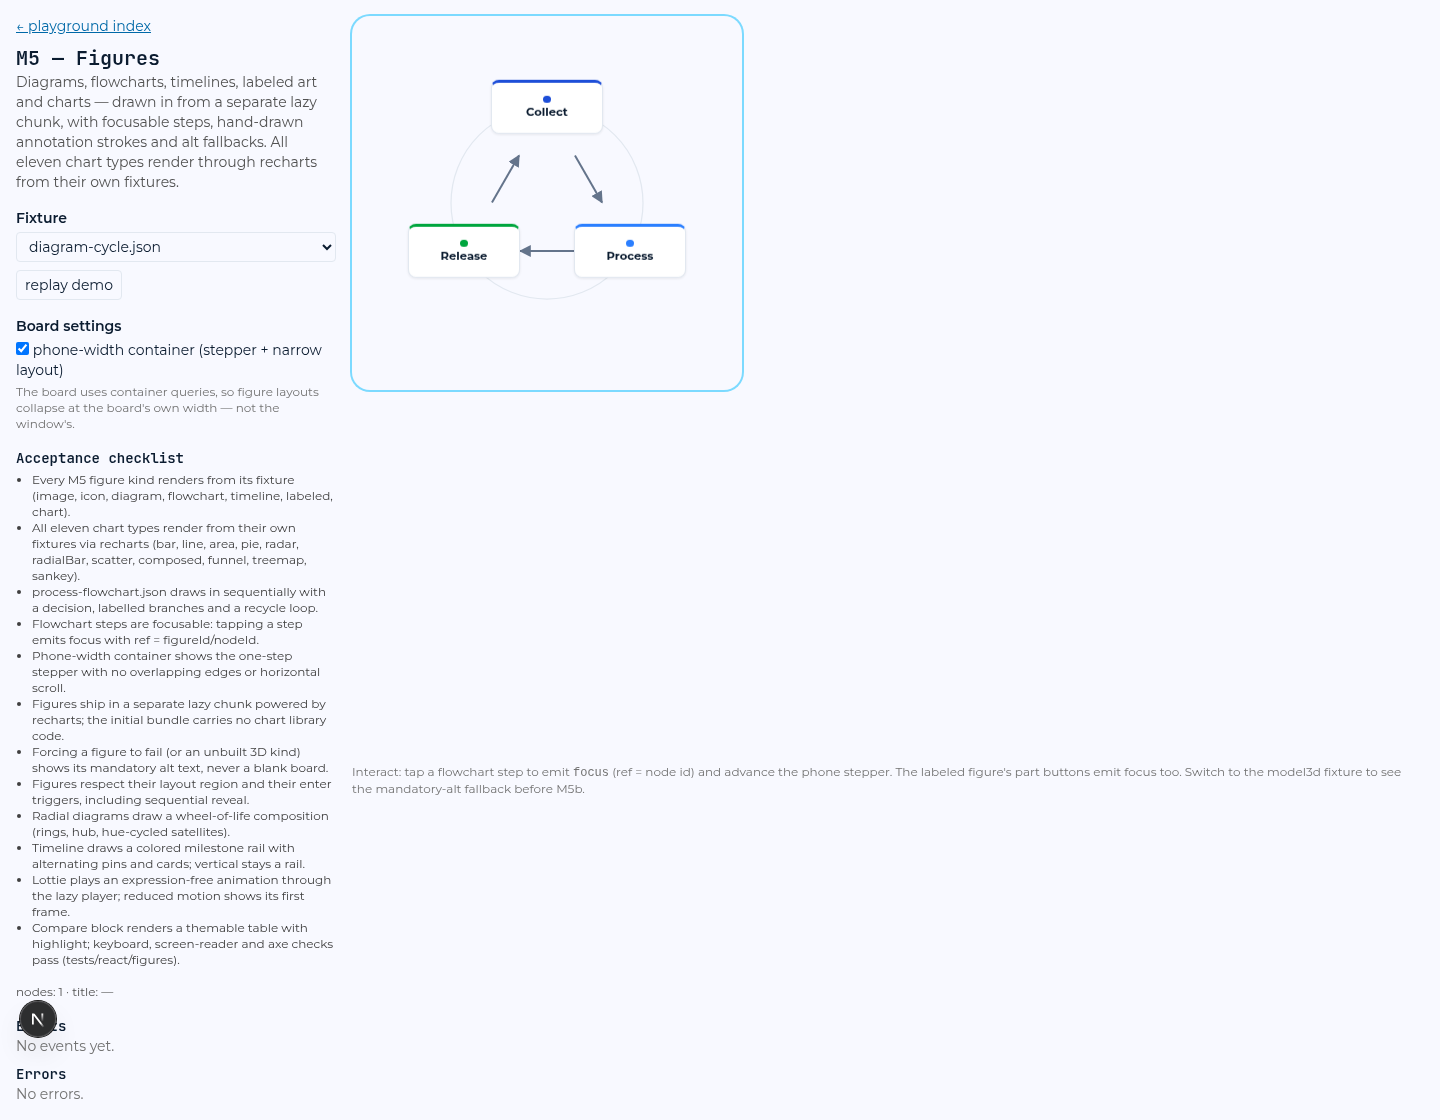 ← playground index
M5 — Figures
Diagrams, flowcharts, timelines, labeled art
and charts — drawn in from a separate lazy
chunk, with focusable steps, hand-drawn
annotation strokes and alt fallbacks. All
eleven chart types render through recharts
from their own fixtures.
Fixture
diagram-cycle.json
replay demo
Board settings
phone-width container (stepper + narrow
layout)
The board uses container queries, so figure layouts
collapse at the board's own width — not the
window's.
Acceptance checklist
• Every M5 figure kind renders from its fixture
(image, icon, diagram, flowchart, timeline, labeled,
chart).
• All eleven chart types render from their own
fixtures via recharts (bar, line, area, pie, radar,
radialBar, scatter, composed, funnel, treemap,
sankey).
• process-flowchart.json draws in sequentially with
a decision, labelled branches and a recycle loop.
• Flowchart steps are focusable: tapping a step
emits focus with ref = figureId/nodeId.
• Phone-width container shows the one-step
stepper with no overlapping edges or horizontal
scroll.
• Figures ship in a separate lazy chunk powered by
recharts; the initial bundle carries no chart library
code.
• Forcing a figure to fail (or an unbuilt 3D kind)
shows its mandatory alt text, never a blank board.
• Figures respect their layout region and their enter
triggers, including sequential reveal.
• Radial diagrams draw a wheel-of-life composition
(rings, hub, hue-cycled satellites).
• Timeline draws a colored milestone rail with
alternating pins and cards; vertical stays a rail.
• Lottie plays an expression-free animation through
the lazy player; reduced motion shows its first
frame.
• Compare block renders a themable table with
highlight; keyboard, screen-reader and axe checks
pass (tests/react/figures).
nodes: 1 · title: —
N
No events yet.
Errors
No errors.
Collect
Release
Process
Interact: tap a flowchart step to emit focus (ref = node id) and advance the phone stepper. The labeled figure's part buttons emit focus too. Switch to the model3d fixture to see
the mandatory-alt fallback before M5b.